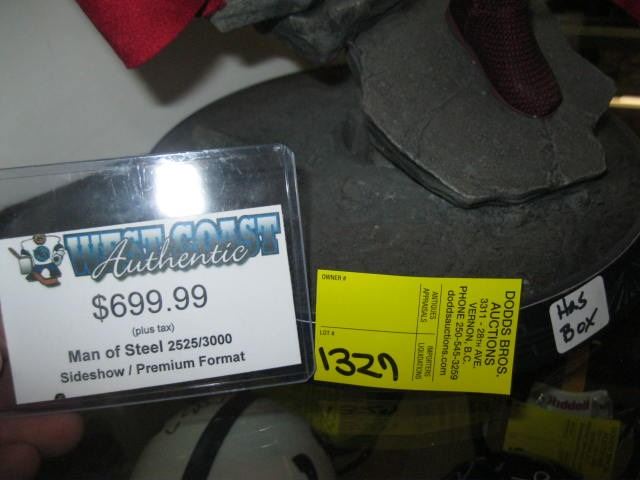 WEST COAST
Authentic
$699.99
(plus tax)
Man of Steel 2525/3000
Sideshow / Premium Format
DODDS BROS.
AUCTIONS
3311 - 28TH AVE.
VERNON, B.C.
PHONE 250-545-3259
doddsauctions.com
ANTIQUES
APPRAISALS
IMPORTERS
LIQUIDATIONS
OWNER #
LOT #
1329
HAS
BOX
Riddell